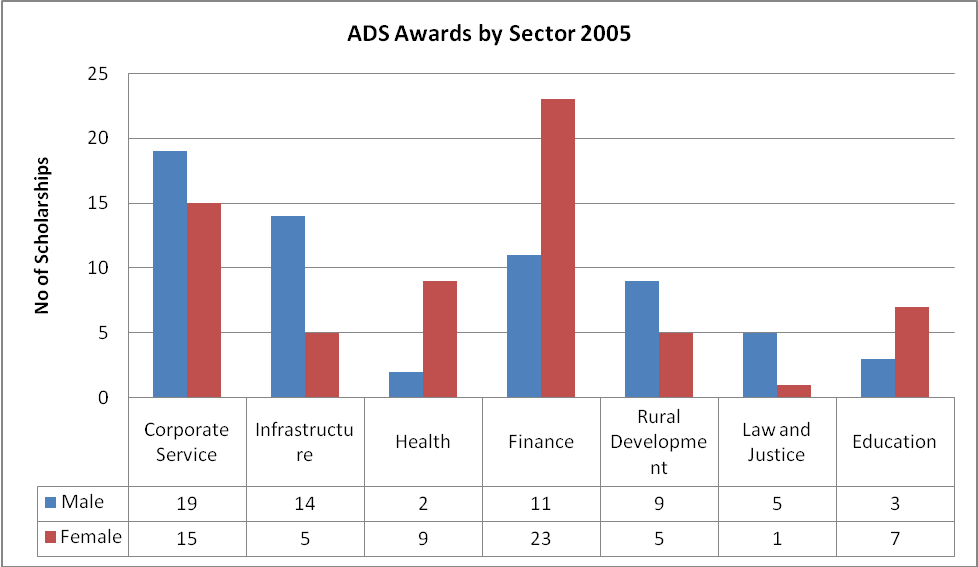 ADS Awards by Sector 2005
No of Scholarships
25
20
15
10
5
0
Corporate
Service
Infrastructu
re
Health
Finance
Rural
Developme
nt
Law and
Justice
Education
Male 19 14 2 11 9 5 3
Female 15 5 9 23 5 1 7